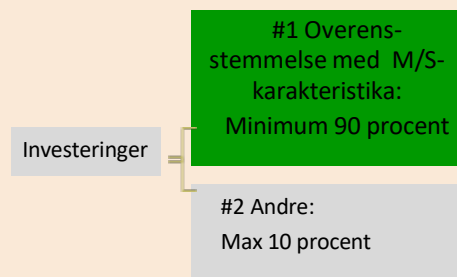 #1 Overens-
stemmelse med M/S-
karakteristika:
Minimum 90 procent
Investeringer
#2 Andre:
Max 10 procent